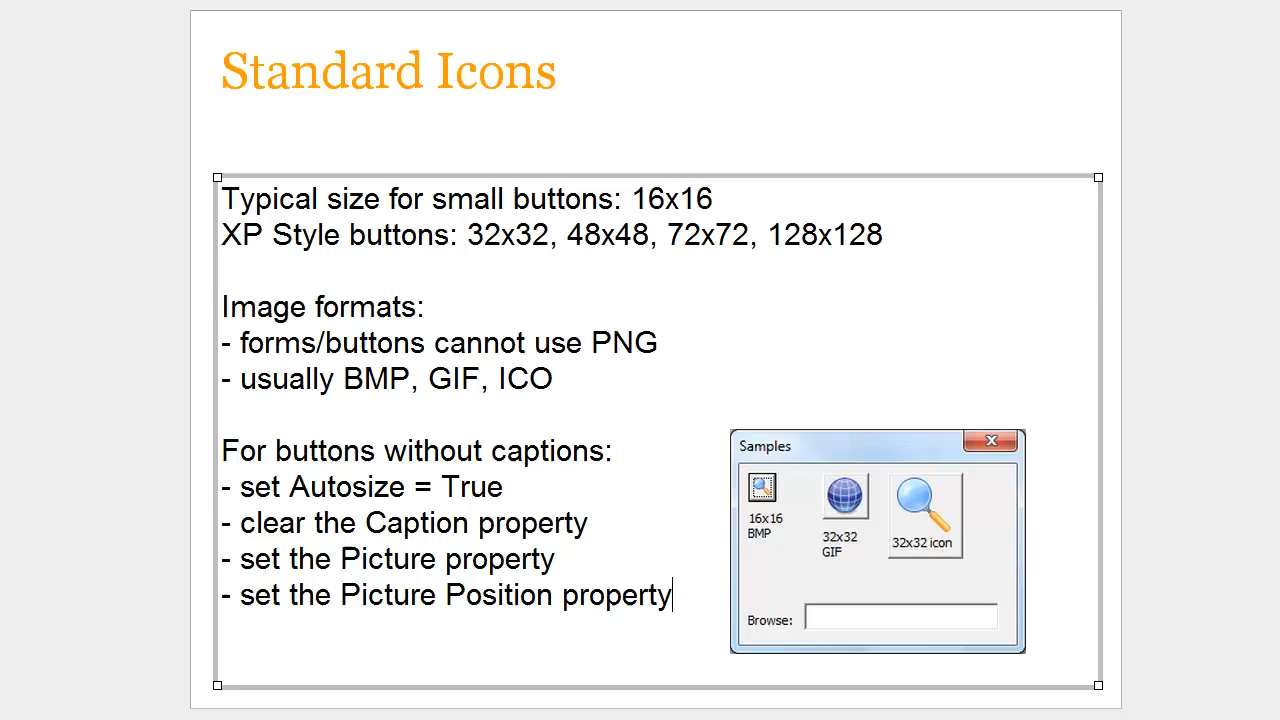 Standard Icons
Typical size for small buttons: 16x16
XP Style buttons: 32x32, 48x48, 72x72, 128x128
Image formats:
- forms/buttons cannot use PNG
- usually BMP, GIF, ICO
For buttons without captions:
- set Autosize = True
- clear the Caption property
- set the Picture property
- set the Picture Position property
Samples
16x16
BMP
32x32
GIF
32x32 icon
Browse: